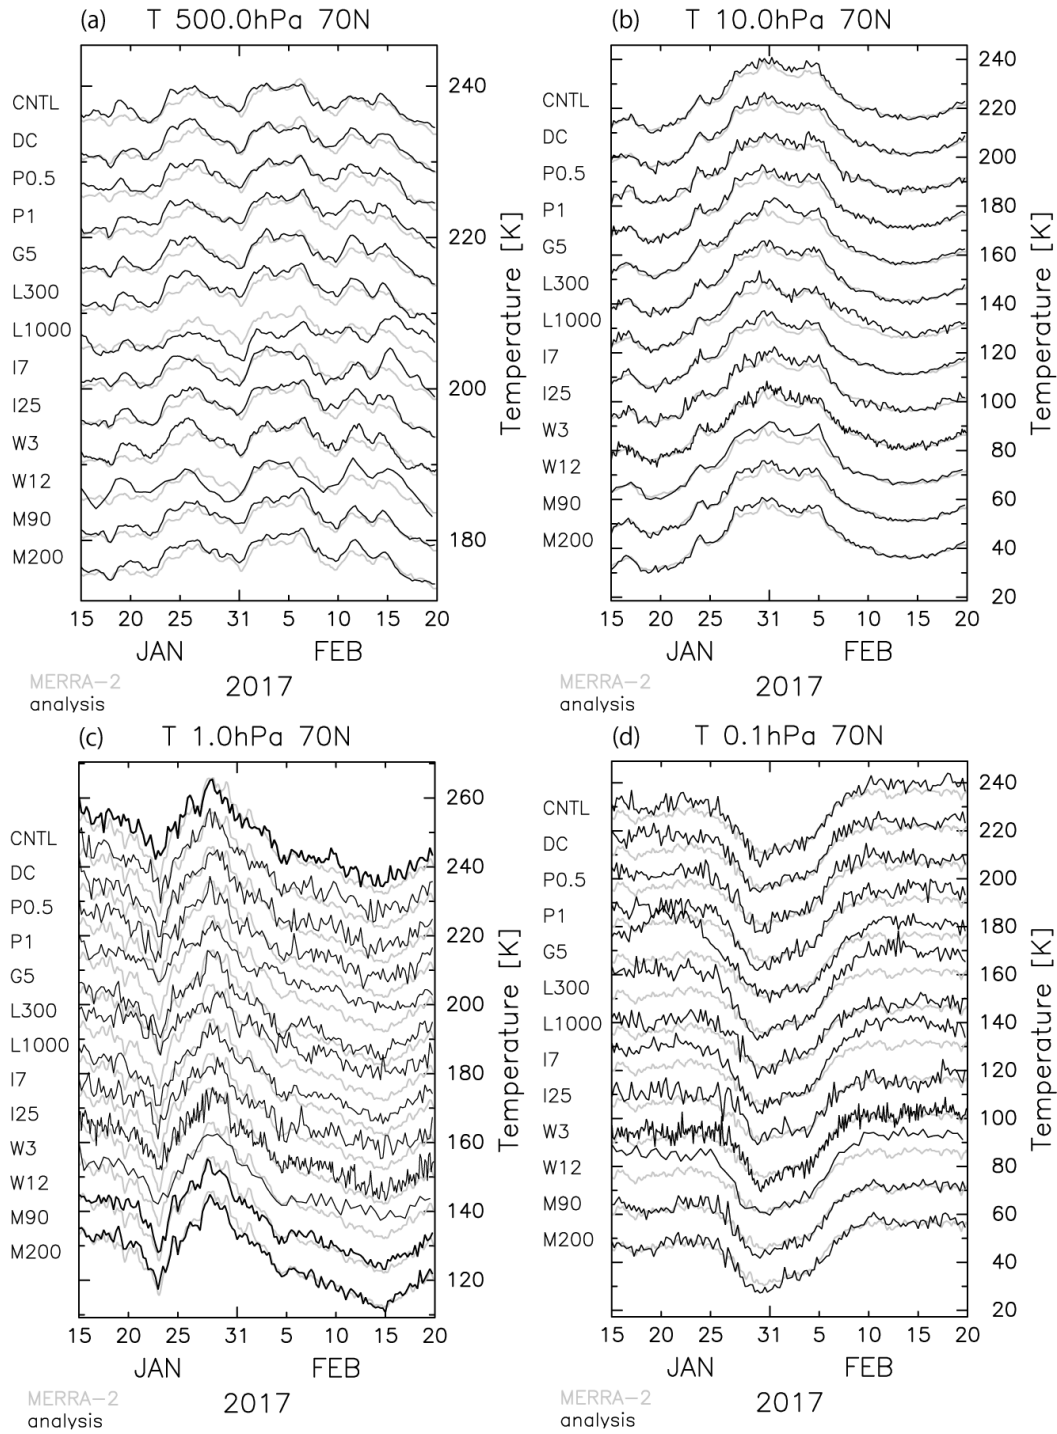 (a) T 500.0hPa 70N
CNTL
DC
P0.5
P1
G5
L300
L1000
I7
I25
W3
W12
M90
M200
240
220
200
180
Temperature [K]
15 20 25 31 5 10 15 20
JAN FEB
MERRA-2
analysis
2017
(b) T 10.0hPa 70N
CNTL
DC
P0.5
P1
G5
L300
L1000
I7
I25
W3
W12
M90
M200
240
220
200
180
160
140
120
100
80
60
40
20
Temperature [K]
15 20 25 31 5 10 15 20
JAN FEB
MERRA-2
analysis
2017
(c) T 1.0hPa 70N
CNTL
DC
P0.5
P1
G5
L300
L1000
I7
I25
W3
W12
M90
M200
260
240
220
200
180
160
140
120
Temperature [K]
15 20 25 31 5 10 15 20
JAN FEB
MERRA-2
analysis
2017
(d) T 0.1hPa 70N
CNTL
DC
P0.5
P1
G5
L300
L1000
I7
I25
W3
W12
M90
M200
240
220
200
180
160
140
120
100
80
60
40
20
Temperature [K]
15 20 25 31 5 10 15 20
JAN FEB
MERRA-2
analysis
2017